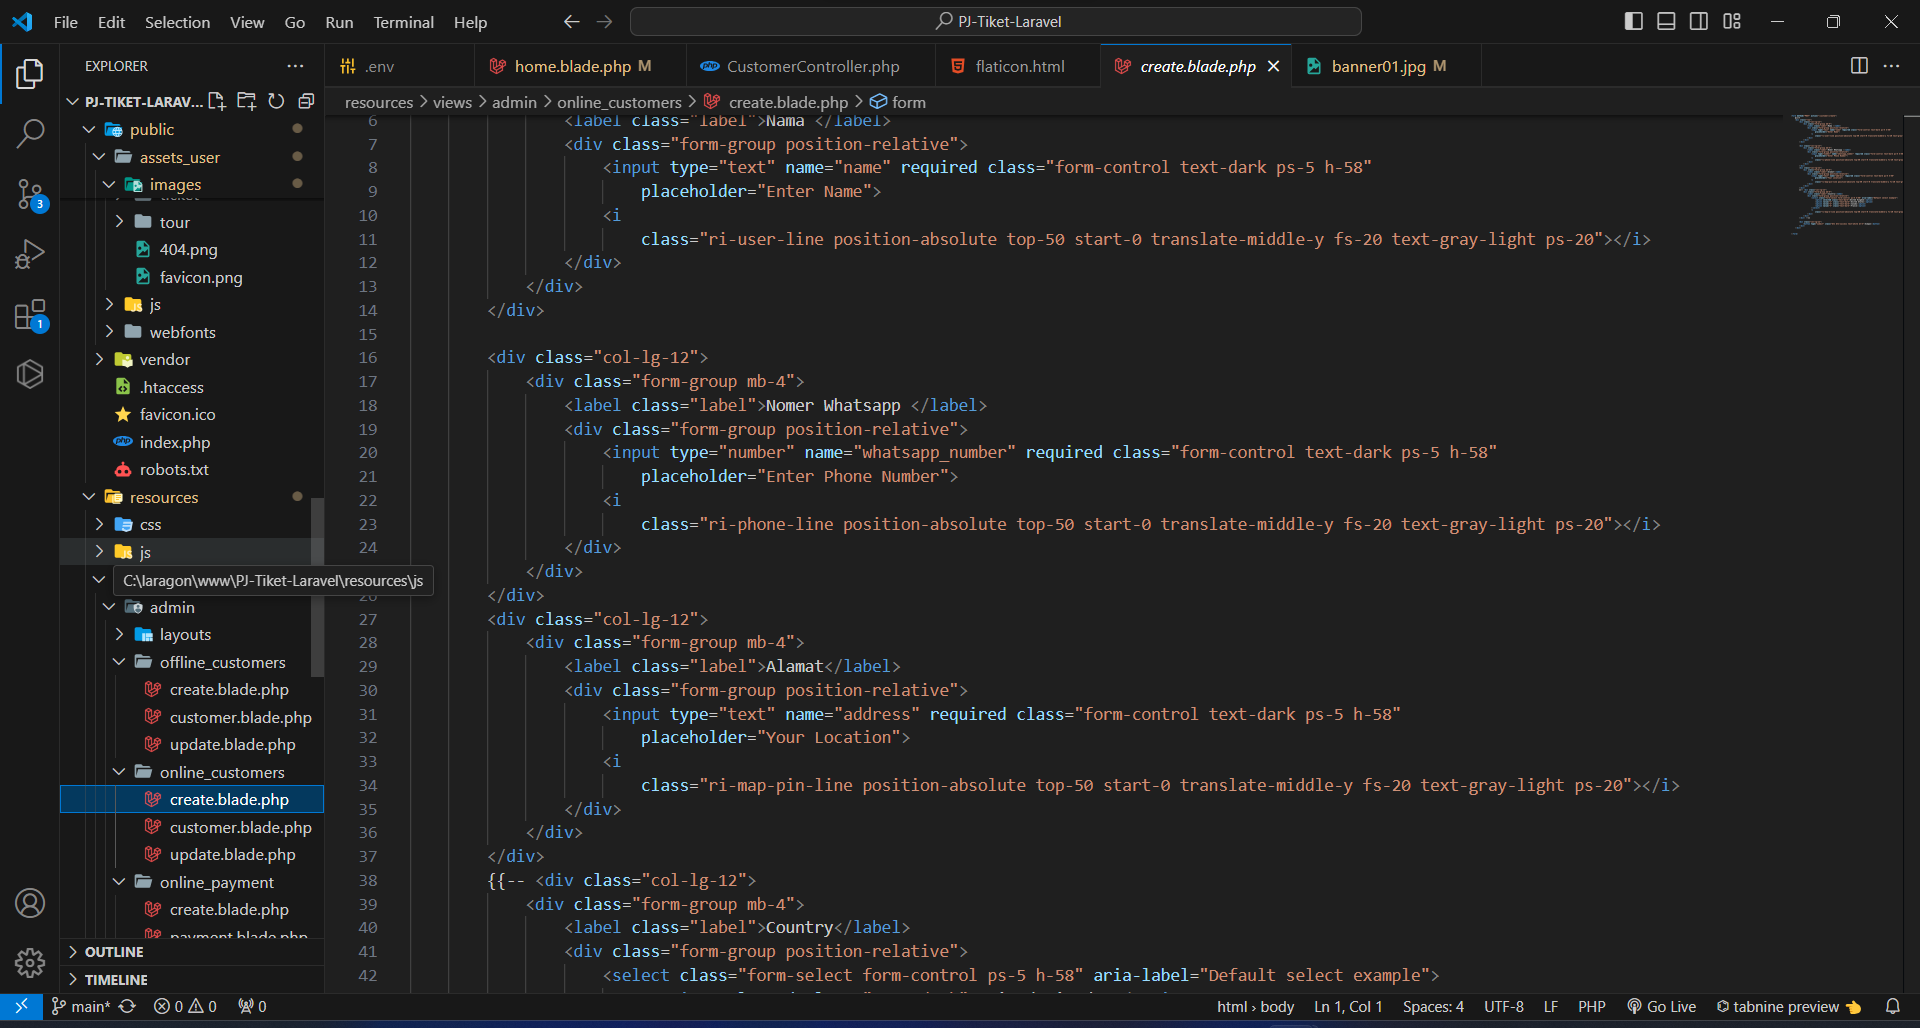 File Edit Selection View Go Run Terminal Help
PJ-Tiket-Laravel
EXPLORER
.env
home.blade.php M
CustomerController.php
flaticon.html
create.blade.php
banner01.jpg M
PJ-TIKET-LARAV...
resources > views > admin > online_customers > create.blade.php > form
public
assets_user
images
tour
404.png
favicon.png
js
webfonts
vendor
.htaccess
favicon.ico
index.php
robots.txt
resources
css
js
C:\laragon\www\PJ-Tiket-Laravel\resources\js
admin
layouts
offline_customers
create.blade.php
customer.blade.php
update.blade.php
online_customers
create.blade.php
customer.blade.php
update.blade.php
online_payment
create.blade.php
payment.blade.php
OUTLINE
TIMELINE
3
1
6 <label class="label">Nama </label>
7 <div class="form-group position-relative">
8 <input type="text" name="name" required class="form-control text-dark ps-5 h-58"
9 placeholder="Enter Name">
10 <i
11 class="ri-user-line position-absolute top-50 start-0 translate-middle-y fs-20 text-gray-light ps-20"></i>
12 </div>
13 </div>
14 </div>
15
16 <div class="col-lg-12">
17 <div class="form-group mb-4">
18 <label class="label">Nomer Whatsapp </label>
19 <div class="form-group position-relative">
20 <input type="number" name="whatsapp_number" required class="form-control text-dark ps-5 h-58"
21 placeholder="Enter Phone Number">
22 <i
23 class="ri-phone-line position-absolute top-50 start-0 translate-middle-y fs-20 text-gray-light ps-20"></i>
24 </div>
</div>
26 </div>
27 <div class="col-lg-12">
28 <div class="form-group mb-4">
29 <label class="label">Alamat</label>
30 <div class="form-group position-relative">
31 <input type="text" name="address" required class="form-control text-dark ps-5 h-58"
32 placeholder="Your Location">
33 <i
34 class="ri-map-pin-line position-absolute top-50 start-0 translate-middle-y fs-20 text-gray-light ps-20"></i>
35 </div>
36 </div>
37 </div>
38 {{-- <div class="col-lg-12">
39 <div class="form-group mb-4">
40 <label class="label">Country</label>
41 <div class="form-group position-relative">
42 <select class="form-select form-control ps-5 h-58" aria-label="Default select example">
main* 0 0 0
html > body Ln 1, Col 1 Spaces: 4 UTF-8 LF PHP Go Live tabnine preview